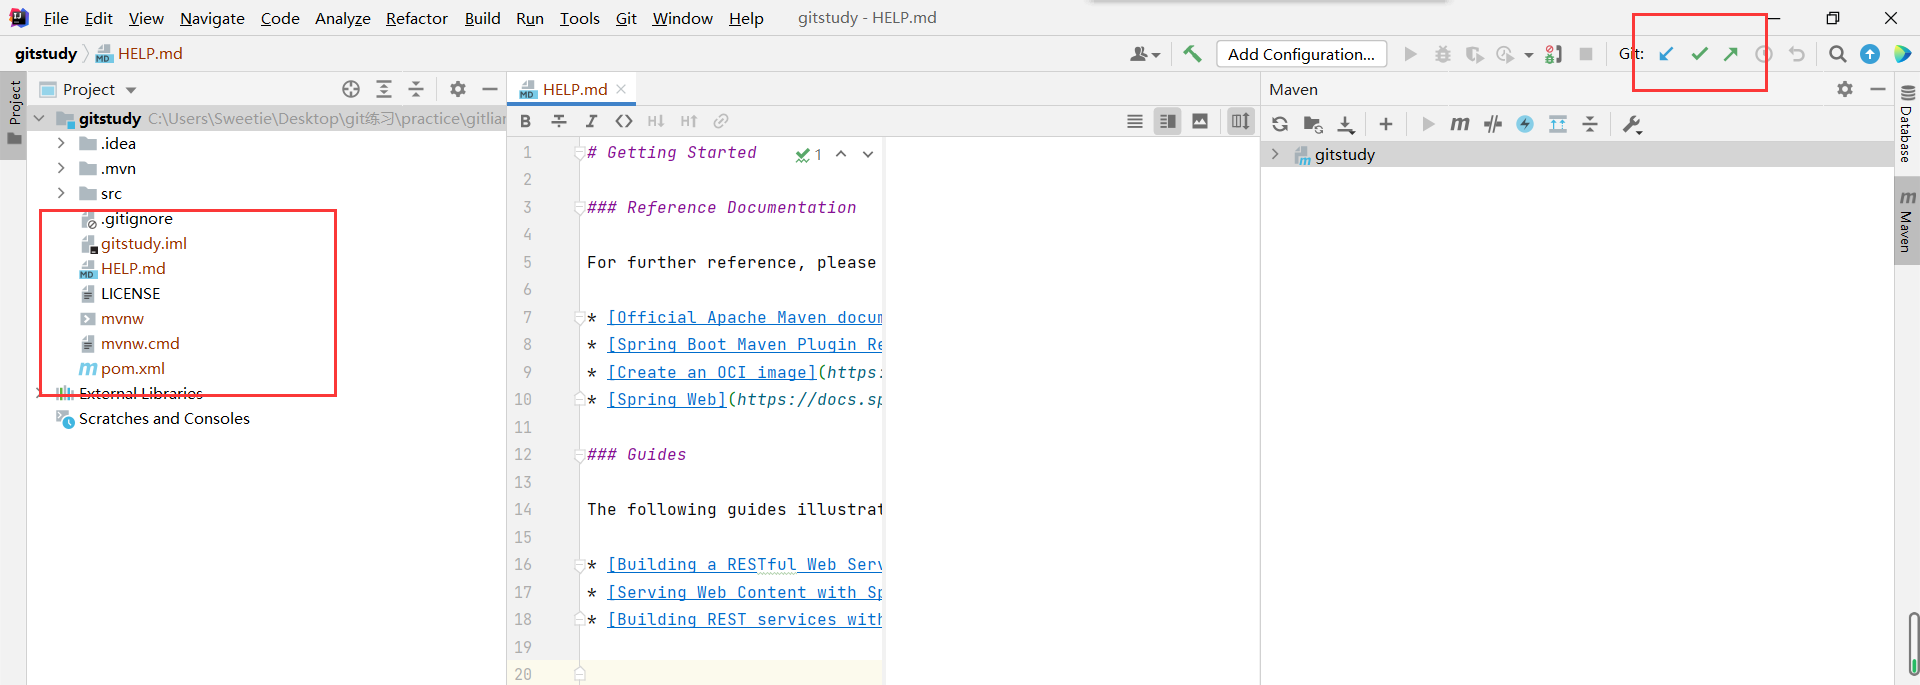 File Edit View Navigate Code Analyze Refactor Build Run Tools Git Window Help gitstudy - HELP.md
gitstudy HELP.md Add Configuration... Git:
Project
Project
gitstudy C:\Users\Sweetie\Desktop\git练习\practice\gitlian
.idea
.mvn
src
.gitignore
gitstudy.iml
HELP.md
LICENSE
mvnw
mvnw.cmd
pom.xml
External Libraries
Scratches and Consoles
HELP.md
B I <> H↓ H↑
1 # Getting Started 1
2
3 ### Reference Documentation
4
5 For further reference, please
6
7 * [Official Apache Maven docum
8 * [Spring Boot Maven Plugin Re
9 * [Create an OCI image](https:
10 * [Spring Web](https://docs.sp
11
12 ### Guides
13
14 The following guides illustrat
15
16 * [Building a RESTful Web Serv
17 * [Serving Web Content with Sp
18 * [Building REST services with
19
20
Maven
gitstudy
Database
Maven